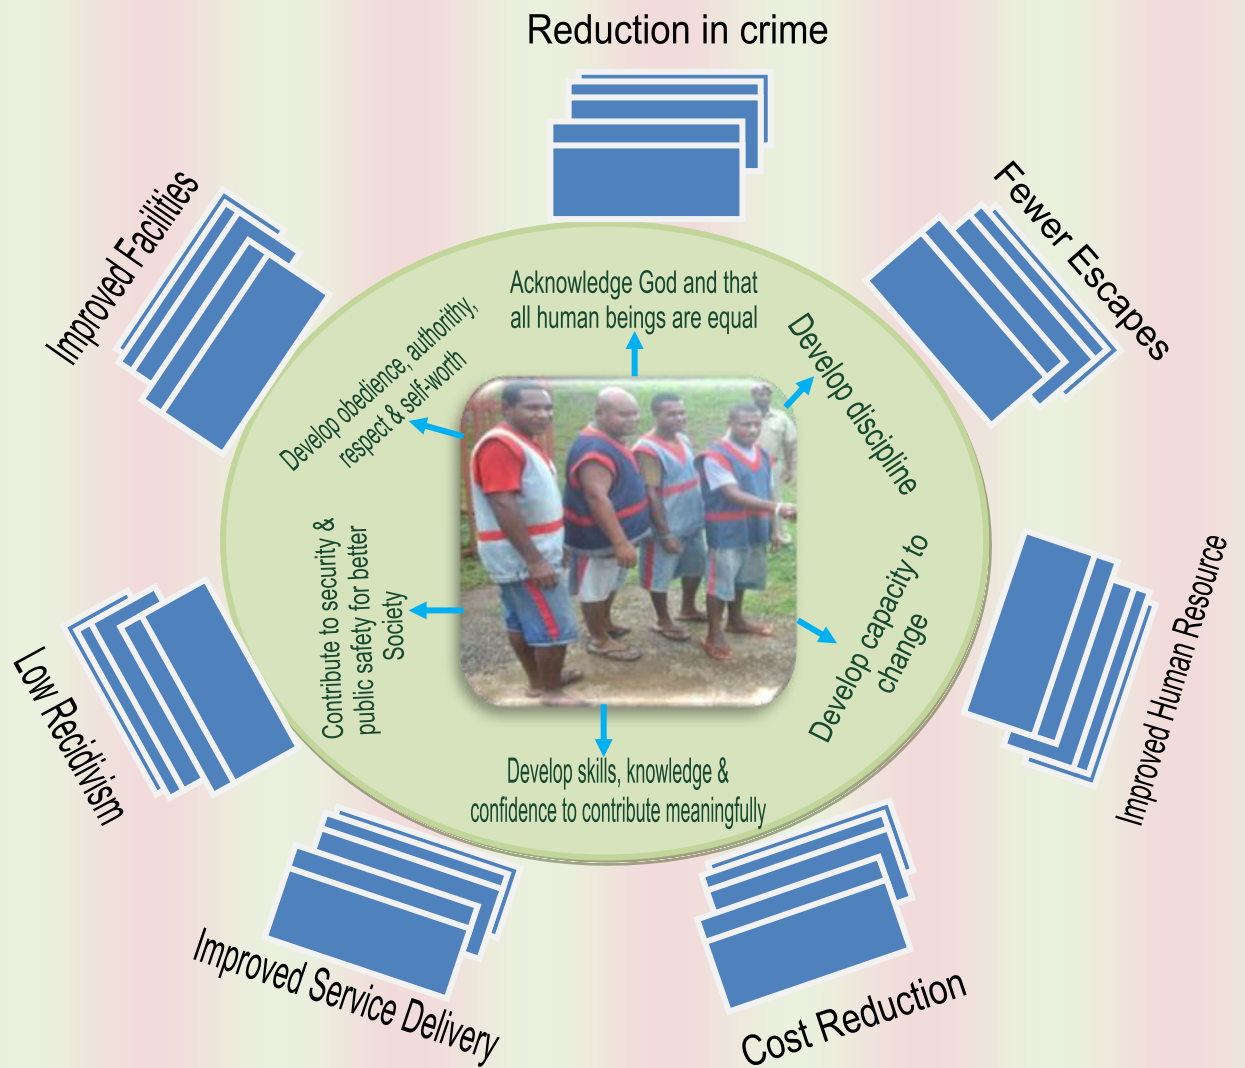 Reduction in crime
Fewer Escapes
Improved Human Resource
Cost Reduction
Improved Service Delivery
Low Recidivism
Improved Facilities
Acknowledge God and that
all human beings are equal
Develop discipline
Develop capacity to
change
Develop skills, knowledge &
confidence to contribute meaningfully
Contribute to security &
public safety for better
Society
Develop obedience, authorithy,
respect & self-worth